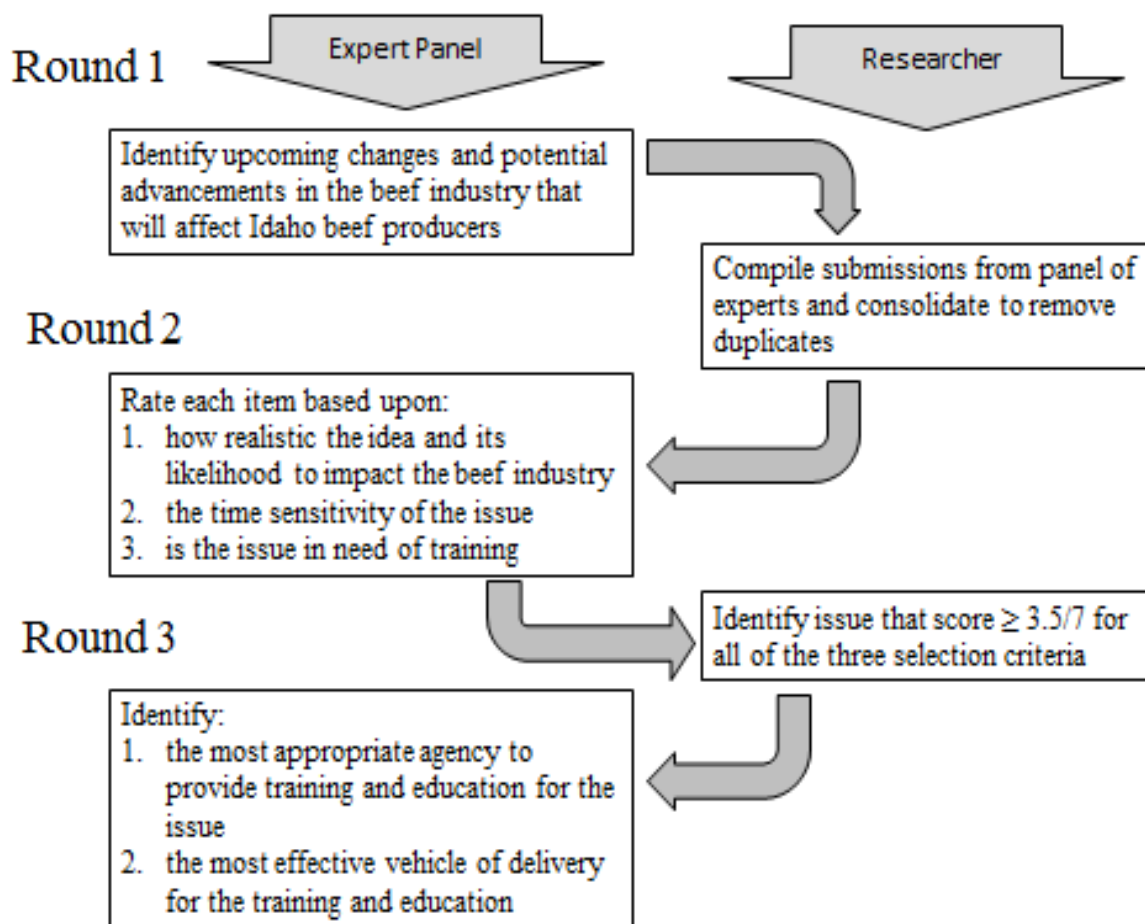 Round 1
Expert Panel
Researcher
Identify upcoming changes and potential
advancements in the beef industry that
will affect Idaho beef producers
Compile submissions from panel of
experts and consolidate to remove
duplicates
Round 2
Rate each item based upon:
1. how realistic the idea and its
likelihood to impact the beef industry
2. the time sensitivity of the issue
3. is the issue in need of training
Identify issue that score ≥ 3.5/7 for
all of the three selection criteria
Round 3
Identify:
1. the most appropriate agency to
provide training and education for the
issue
2. the most effective vehicle of delivery
for the training and education